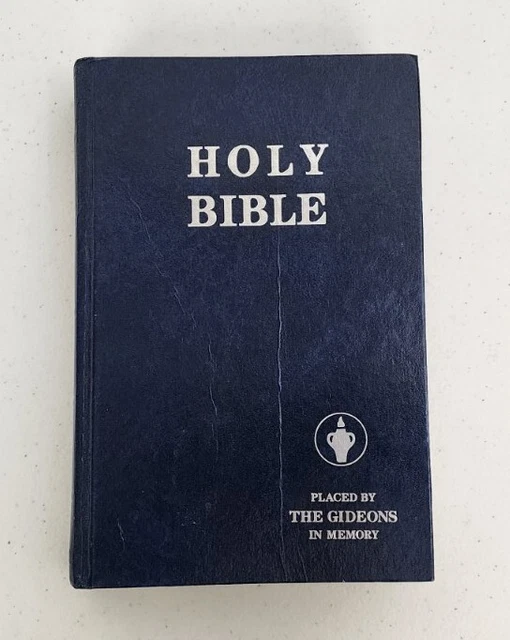 HOLY
BIBLE
PLACED BY
THE GIDEONS
IN MEMORY